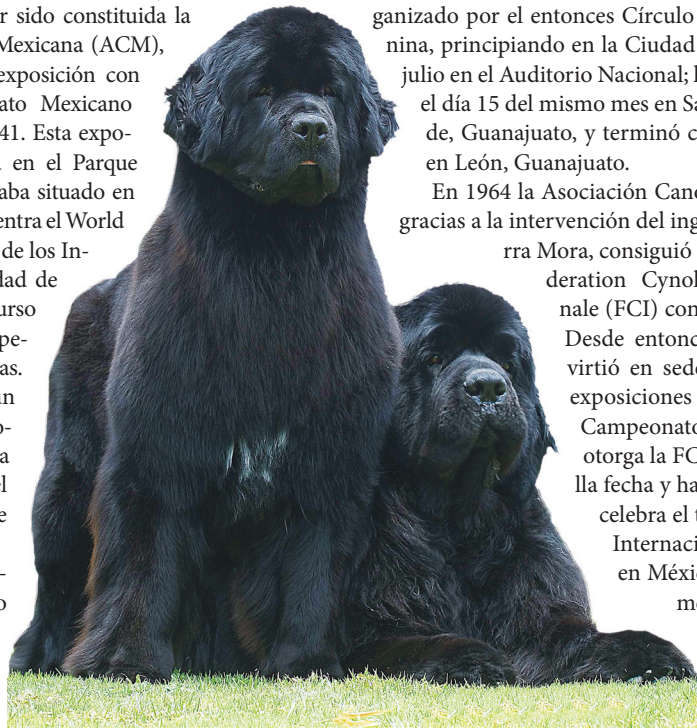 r sido constituida la
Mexicana (ACM),
exposición con
ato Mexicano
41. Esta expo-
en el Parque
aba situado en
entra el World
de los In-
dad de
urso
pe-
as.
un
o-
a
el
e
-
o
ganizado por el entonces Círculo
nina, principiando en la Ciudad
julio en el Auditorio Nacional; l
el día 15 del mismo mes en Sa
de, Guanajuato, y terminó c
en León, Guanajuato.
En 1964 la Asociación Cano
gracias a la intervención del ing
rra Mora, consiguió
deration Cynol
nale (FCI) con
Desde entonc
virtió en sede
exposiciones
Campeonato
otorga la FC
lla fecha y ha
celebra el t
Internaci
en Méxi
me